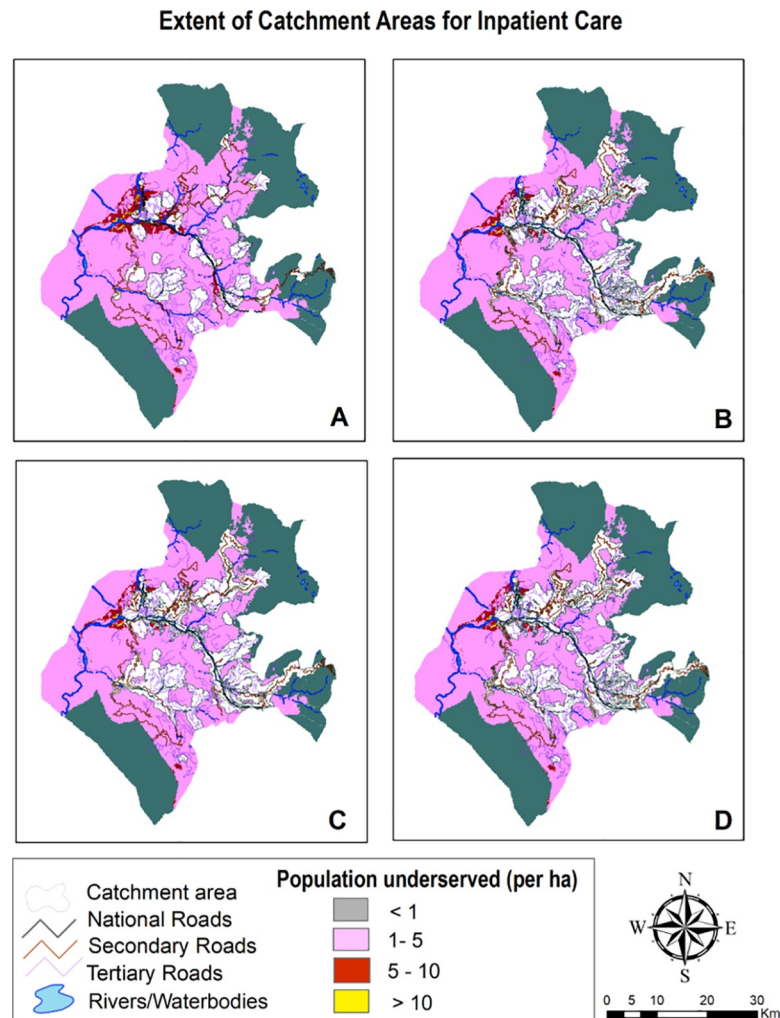 Extent of Catchment Areas for Inpatient Care
A
B
C
D
Catchment area
National Roads
Secondary Roads
Tertiary Roads
Rivers/Waterbodies
Population underserved (per ha)
< 1
1- 5
5 - 10
> 10
N
W E
S
0 5 10 20 30
Km